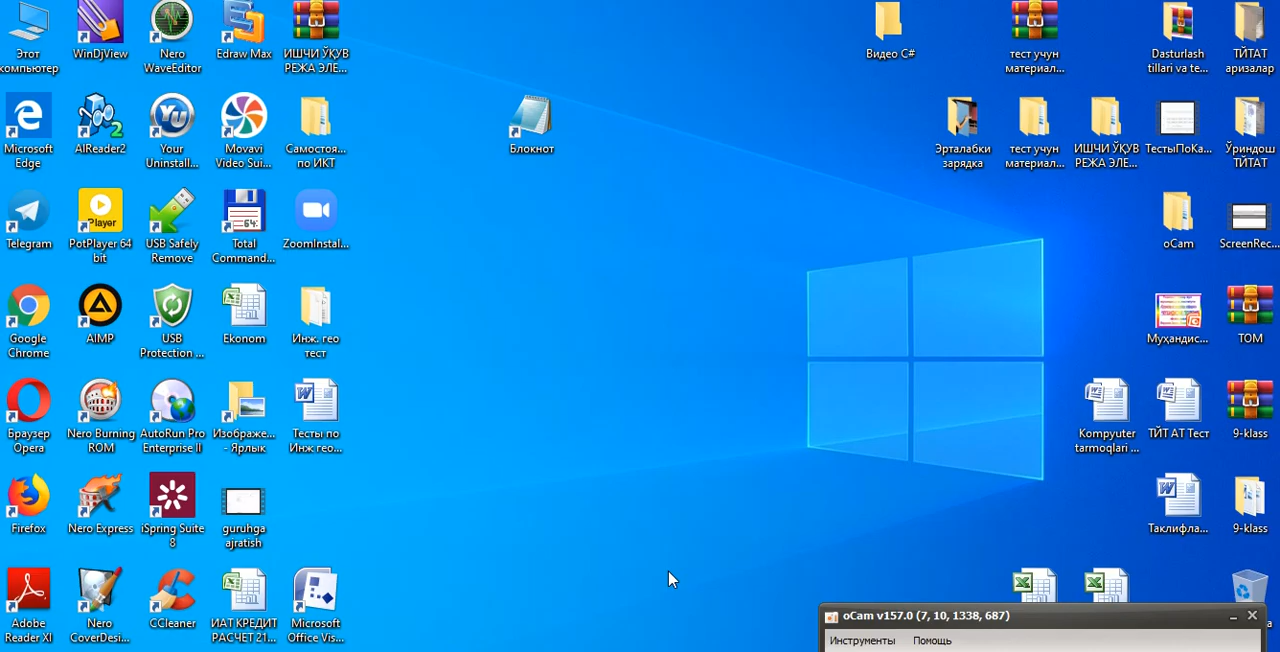 Этот
компьютер
WinDjView
Nero
WaveEditor
Edraw Max
ИШЧИ ЎҚУВ
РЕЖА ЭЛЕ...
Видео C#
тест учун
материал...
Dasturlash
tillari va te...
ТЙТАТ
аризалар
Microsoft
Edge
AlReader2
Your
Uninstall...
Movavi
Video Sui...
Самостоя...
по ИКТ
Блокнот
Эрталабки
зарядка
тест учун
материал...
ИШЧИ ЎҚУВ
РЕЖА ЭЛЕ...
ТестыПоКа...
Ўриндош
ТЙТАТ
Telegram
Player
PotPlayer 64
bit
USB Safely
Remove
64
Total
Command...
ZoomInstal...
oCam
ScreenRec...
Google
Chrome
AIMP
USB
Protection ...
Ekonom
Инж. гео
тест
Муҳандис...
ТОМ
Браузер
Opera
Nero Burning
ROM
AutoRun Pro
Enterprise II
Изображе...
- Ярлык
Тесты по
Инж гео...
Kompyuter
tarmoqlari ...
ТЙТ АТ Тест
9-klass
Firefox
Nero Express
iSpring Suite
8
guruhga
ajratish
Таклифла...
9-klass
Adobe
Reader XI
Nero
CoverDesi...
CCleaner
ИАТ КРЕДИТ
РАСЧЕТ 21...
Microsoft
Office Vis...
oCam v157.0 (7, 10, 1338, 687)
Инструменты
Помощь